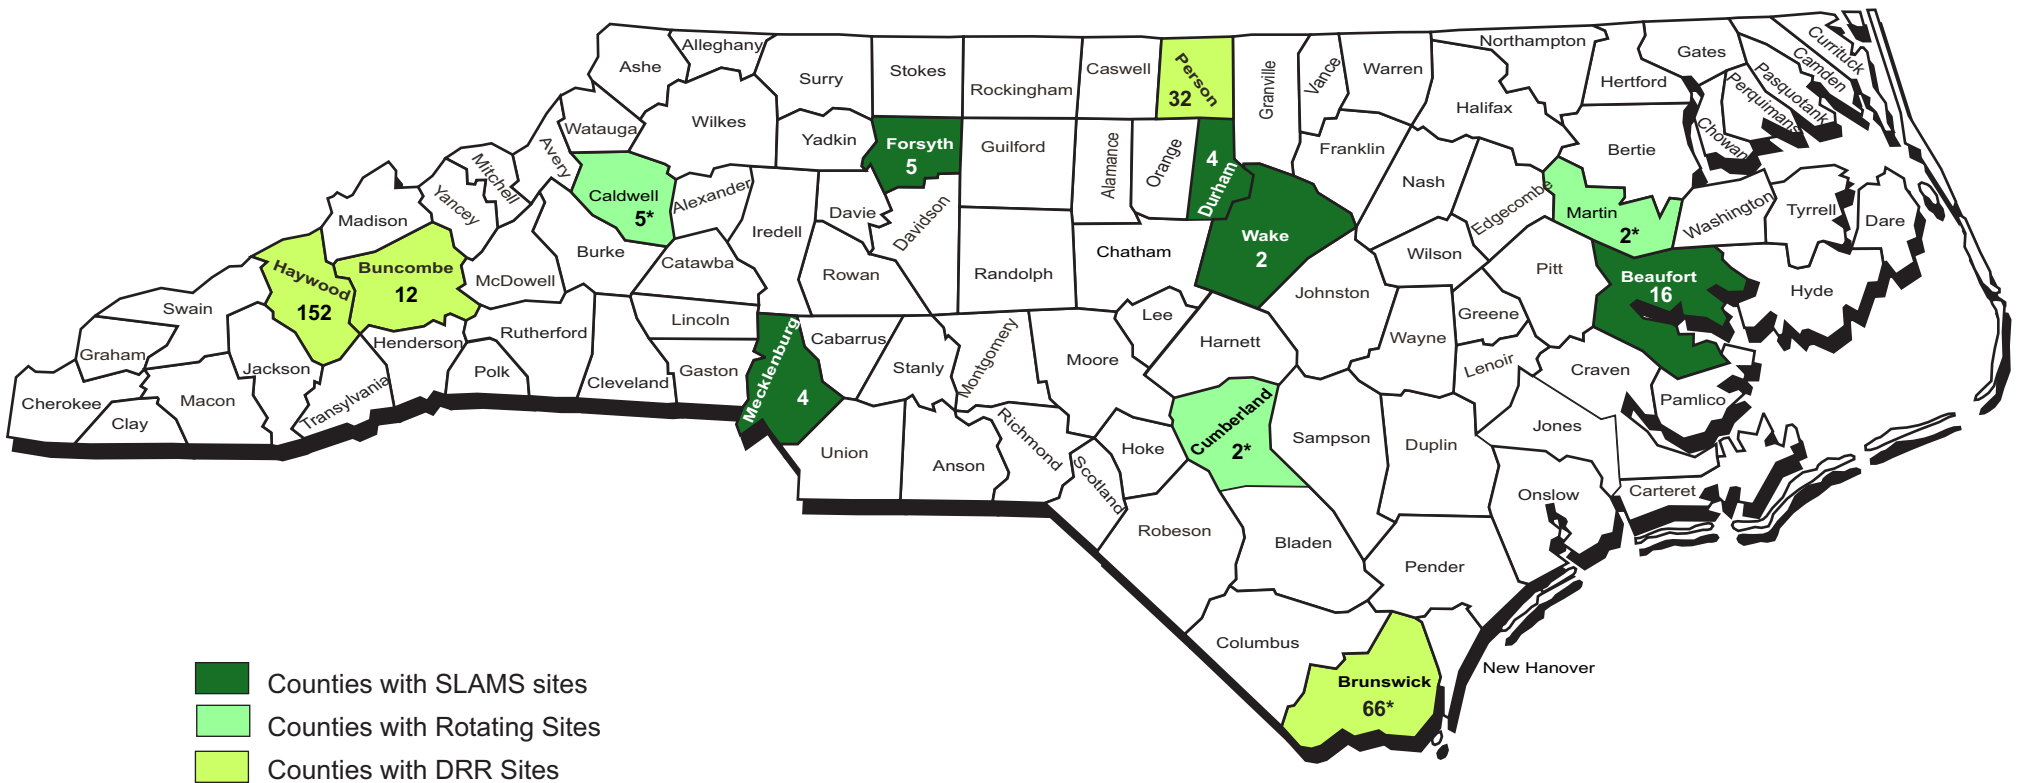 Ashe
Alleghany
Surry
Stokes
Rockingham
Caswell
Person
32
Granville
Vance
Warren
Northampton
Halifax
Hertford
Gates
Currituck
Camden
Pasquotank
Perquimans
Chowan
Watauga
Wilkes
Yadkin
Forsyth
5
Guilford
Alamance
Orange
4
Durham
Franklin
Nash
Edgecombe
Bertie
Martin
2*
Washington
Tyrrell
Dare
Avery
Mitchell
Yancey
Madison
Caldwell
5*
Alexander
Iredell
Davie
Davidson
Randolph
Chatham
Wake
2
Johnston
Wilson
Pitt
Beaufort
16
Hyde
Haywood
152
Buncombe
12
McDowell
Burke
Catawba
Rowan
Swain
Graham
Cherokee
Clay
Macon
Jackson
Transylvania
Henderson
Polk
Rutherford
Cleveland
Lincoln
Gaston
Mecklenburg
4
Cabarrus
Stanly
Montgomery
Moore
Lee
Harnett
Wayne
Greene
Lenoir
Craven
Pamlico
Jones
Carteret
Onslow
Union
Anson
Richmond
Scotland
Hoke
Cumberland
2*
Sampson
Duplin
Robeson
Bladen
Pender
Columbus
Brunswick
66*
New Hanover
Counties with SLAMS sites
Counties with Rotating Sites
Counties with DRR Sites